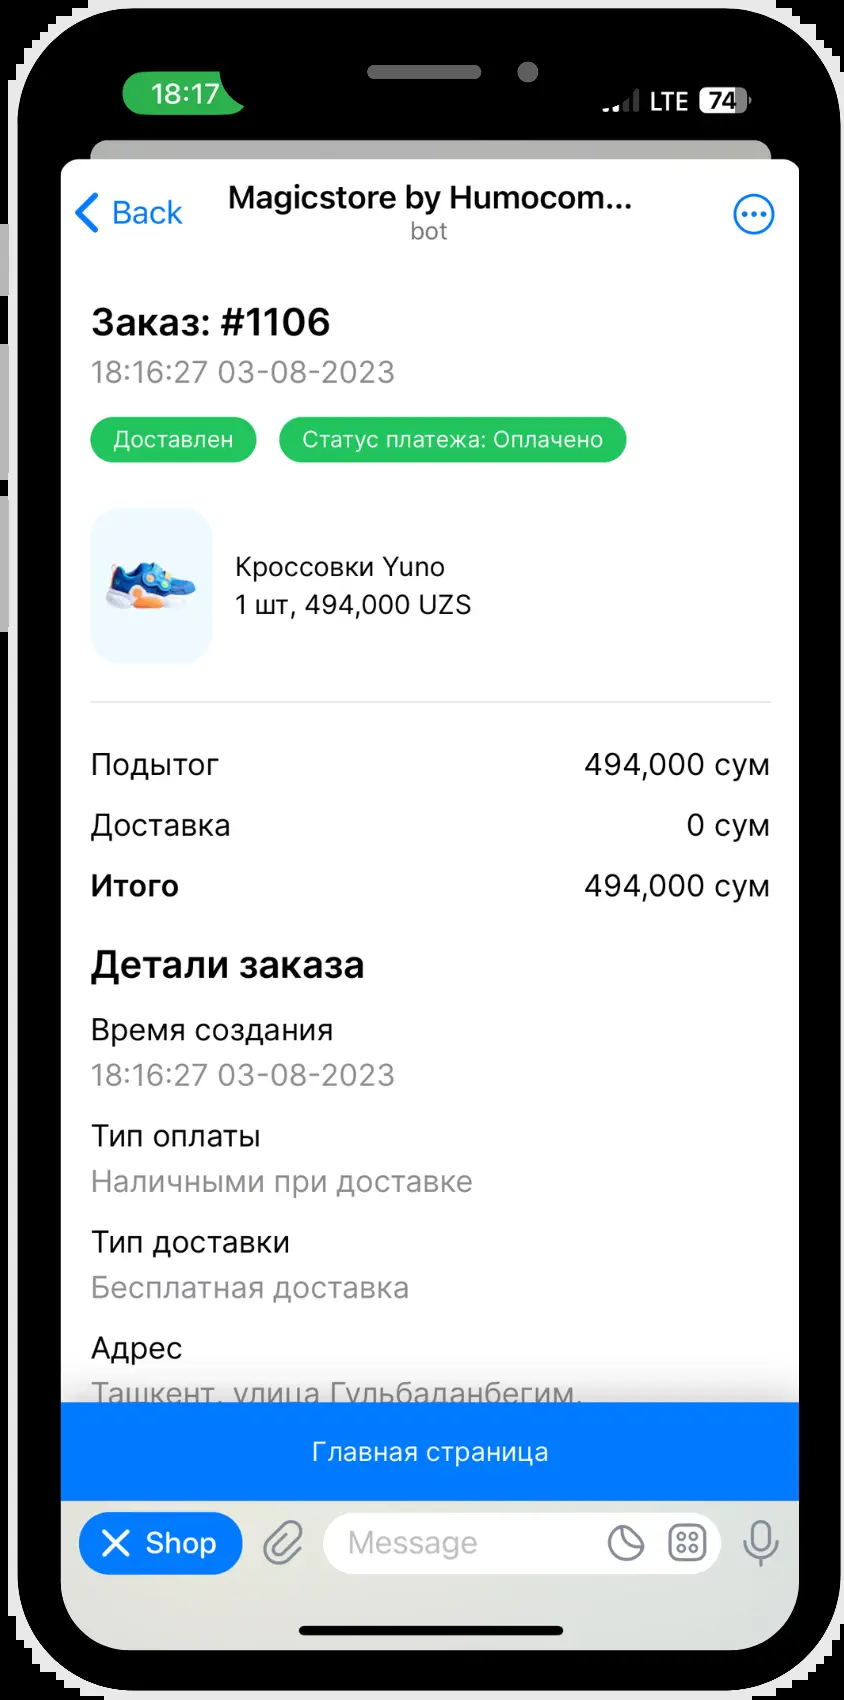 18:17
LTE 74
Back
Magicstore by Humocom...
bot
Заказ: #1106
18:16:27 03-08-2023
Доставлен
Статус платежа: Оплачено
Кроссовки Yuno
1 шт, 494,000 UZS
Подытог 494,000 сум
Доставка 0 сум
Итого 494,000 сум
Детали заказа
Время создания
18:16:27 03-08-2023
Тип оплаты
Наличными при доставке
Тип доставки
Бесплатная доставка
Адрес
Ташкент, улица Гульбаданбегим,
Главная страница
Shop
Message